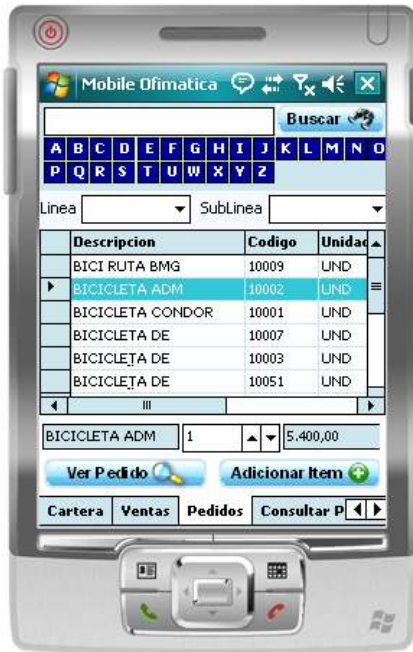 Mobile Ofimatica
Buscar
A B C D E F G H I J K L M N O
P Q R S T U W X Y Z
Linea SubLinea
Descripcion Codigo Unidad
BICI RUTA BMG 10009 UND
BICICLETA ADM 10002 UND
BICICLETA CONDOR 10001 UND
BICICLETA DE 10007 UND
BICICLETA DE 10003 UND
BICICLETA DE 10051 UND
BICICLETA ADM 1 5.400,00
Ver Pedido Adicionar Item
Cartera Ventas Pedidos Consultar P